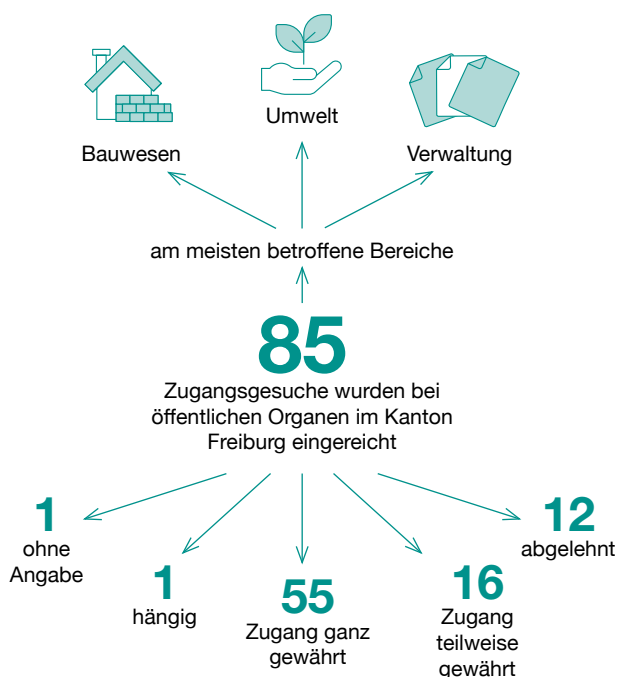 Umwelt
Bauwesen
Verwaltung
am meisten betroffene Bereiche
85
Zugangsgesuche wurden bei
öffentlichen Organen im Kanton
Freiburg eingereicht
1
ohne
Angabe
1
hängig
55
Zugang ganz
gewährt
16
Zugang
teilweise
gewährt
12
abgelehnt